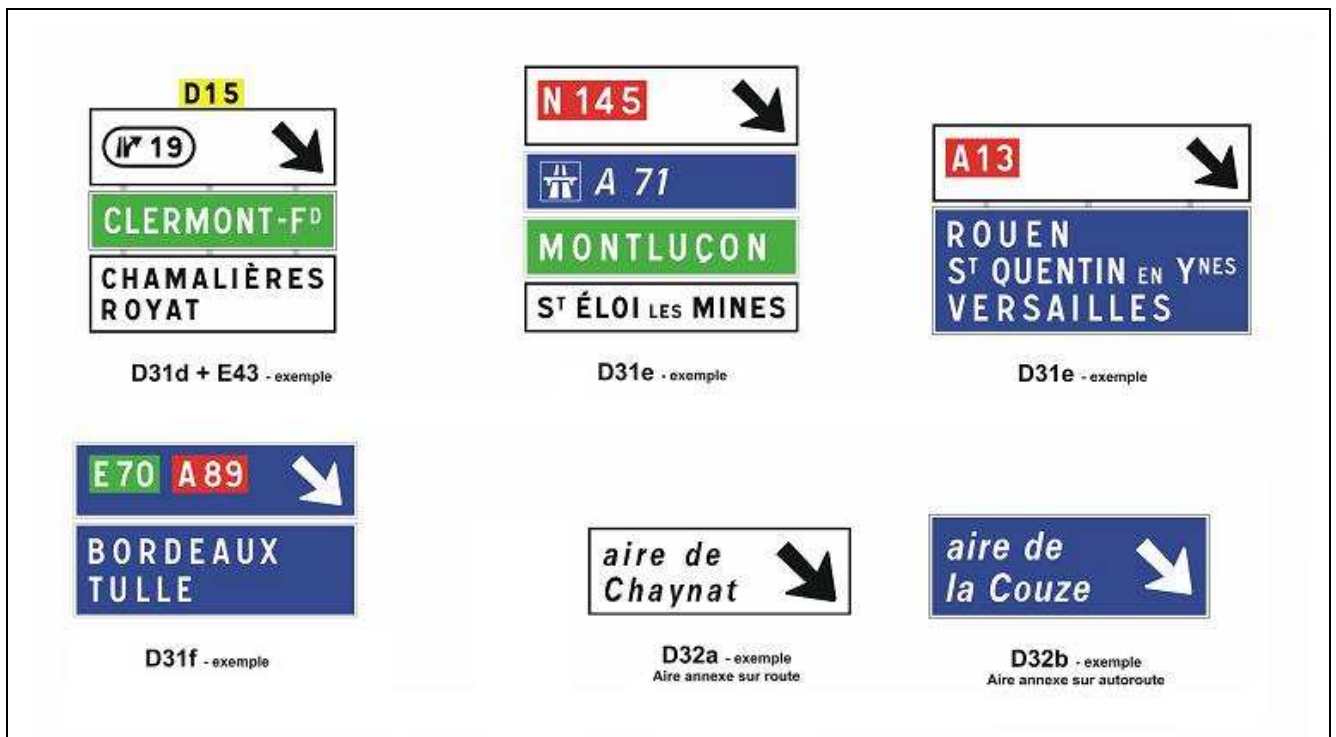 D15
19
CLERMONT-Fᴰ
CHAMALIÈRES
ROYAT
D31d + E43 - exemple
N 145
A 71
MONTLUÇON
Sᵀ ÉLOI LES MINES
D31e - exemple
A13
ROUEN
Sᵀ QUENTIN EN Yᴺᴱˢ
VERSAILLES
D31e - exemple
E70 A89
BORDEAUX
TULLE
D31f - exemple
aire de
Chaynat
D32a - exemple
Aire annexe sur route
aire de
la Couze
D32b - exemple
Aire annexe sur autoroute